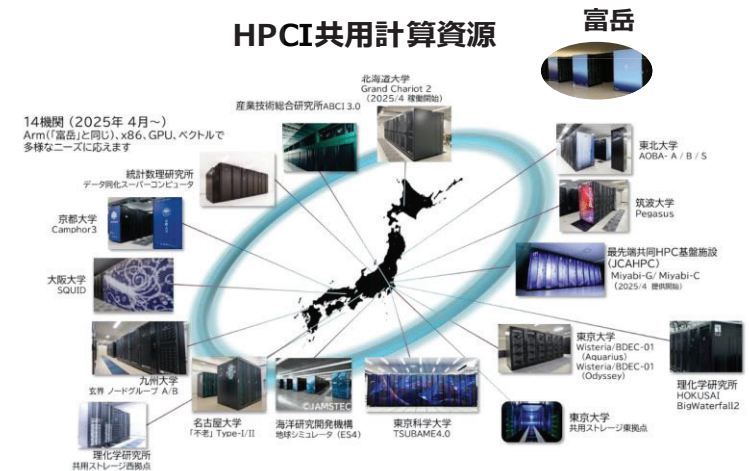 HPCI共用計算資源
富岳
14機関（2025年 4月～）
Arm(「富岳」と同じ)、x86、GPU、ベクトルで
多様なニーズに応えます
北海道大学
Grand Chariot 2
（2025/4 稼働開始）
産業技術総合研究所ABCI 3.0
統計数理研究所
データ同化スーパーコンピュータ
京都大学
Camphor3
大阪大学
SQUID
九州大学
玄界 ノードグループ A/B
理化学研究所
共用ストレージ西拠点
名古屋大学
「不老」 Type-I/II
©JAMSTEC
海洋研究開発機構
地球シミュレータ（ES4）
東京科学大学
TSUBAME4.0
東京大学
共用ストレージ東拠点
東京大学
Wisteria/BDEC-01
(Aquarius)
Wisteria/BDEC-01
(Odyssey)
理化学研究所
HOKUSAI
BigWaterfall2
最先端共同HPC基盤施設
(JCAHPC)
Miyabi-G/ Miyabi-C
（2025/4 提供開始）
筑波大学
Pegasus
東北大学
AOBA- A / B / S